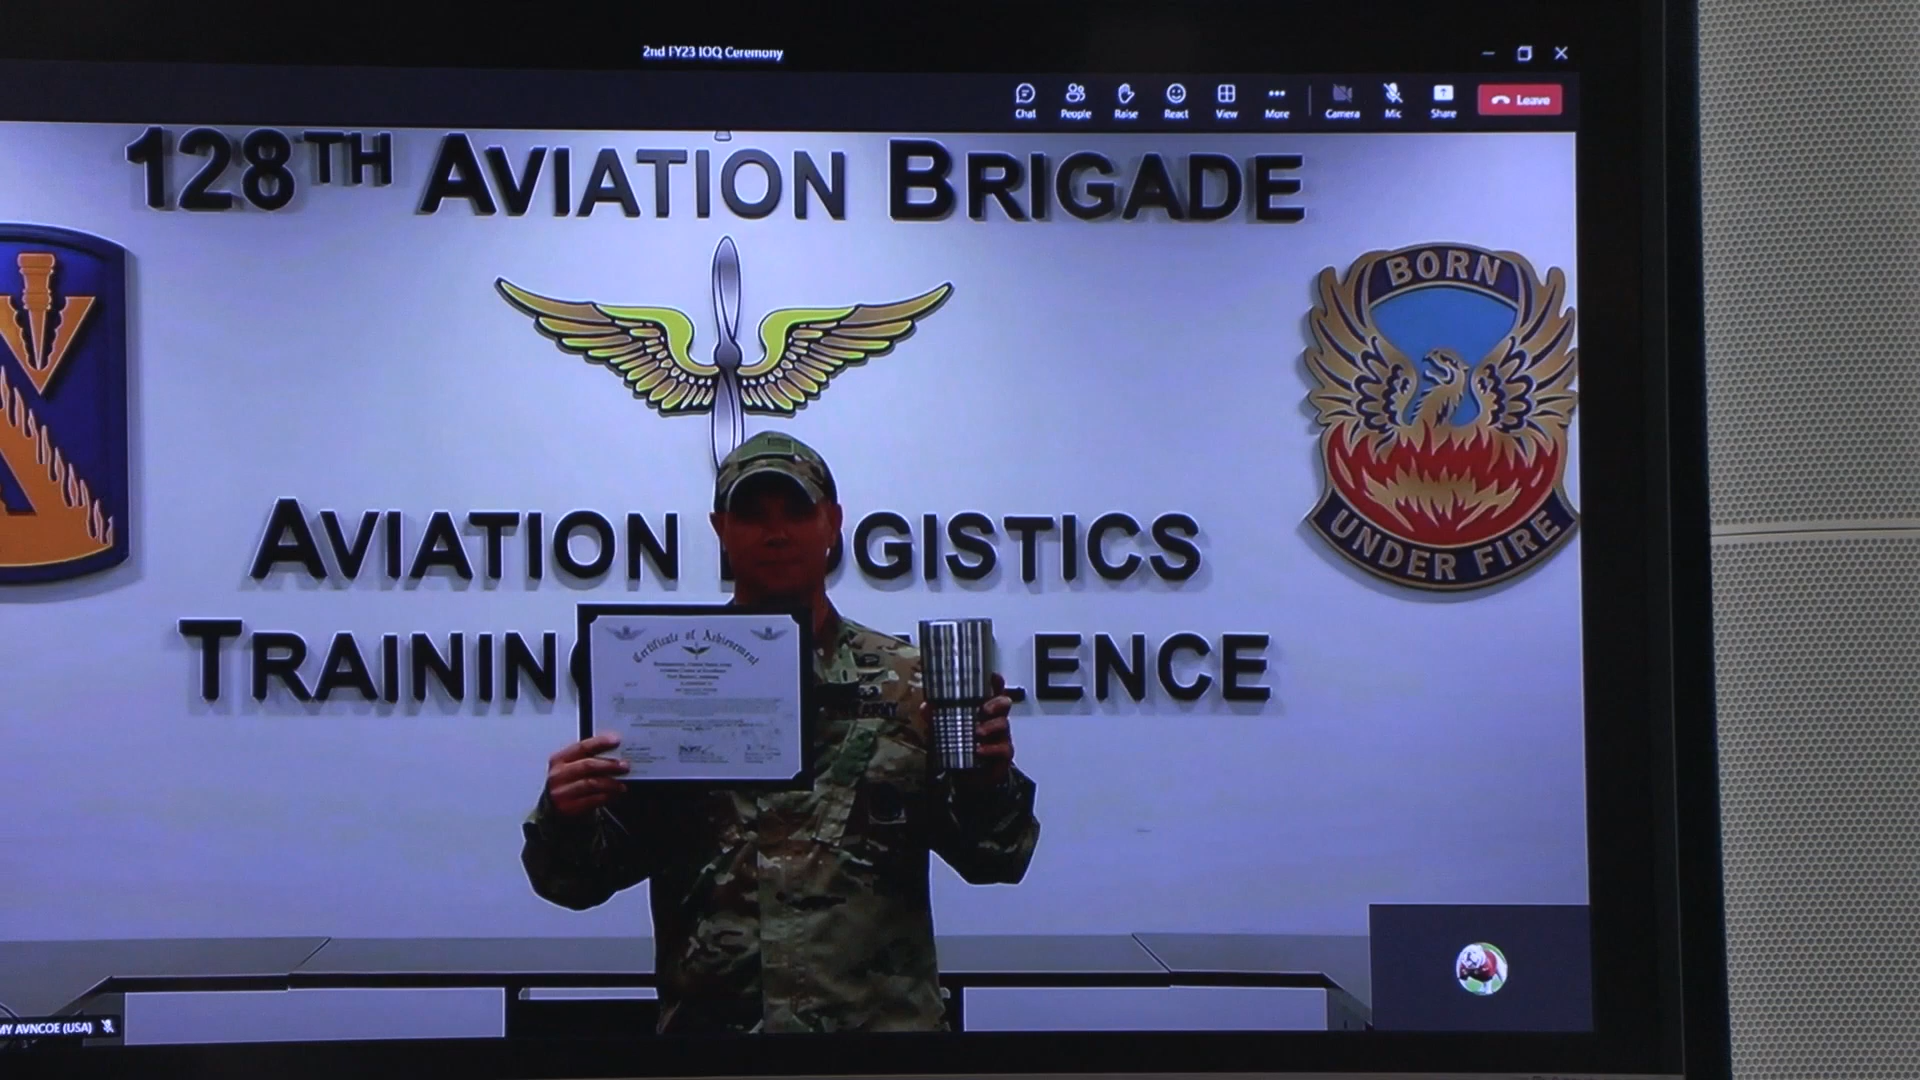 2nd FY23 IOQ Ceremony
Chat People Raise React View More Camera Mic Share Leave
128TH AVIATION BRIGADE
BORN
UNDER FIRE
AVIATION OGISTICS
TRAINING LENCE
Certificate of Achievement
ARMY
MY AVNCOE (USA)